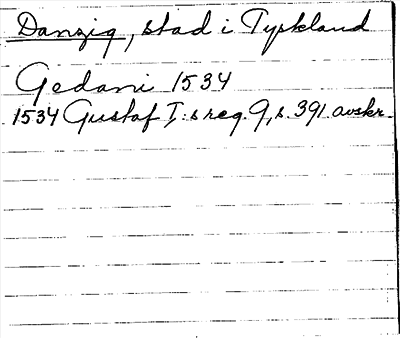 Danzig, stad i Tyskland
Gedani 1534
1534 Gustaf I:s reg. 9, s. 391. avskr.